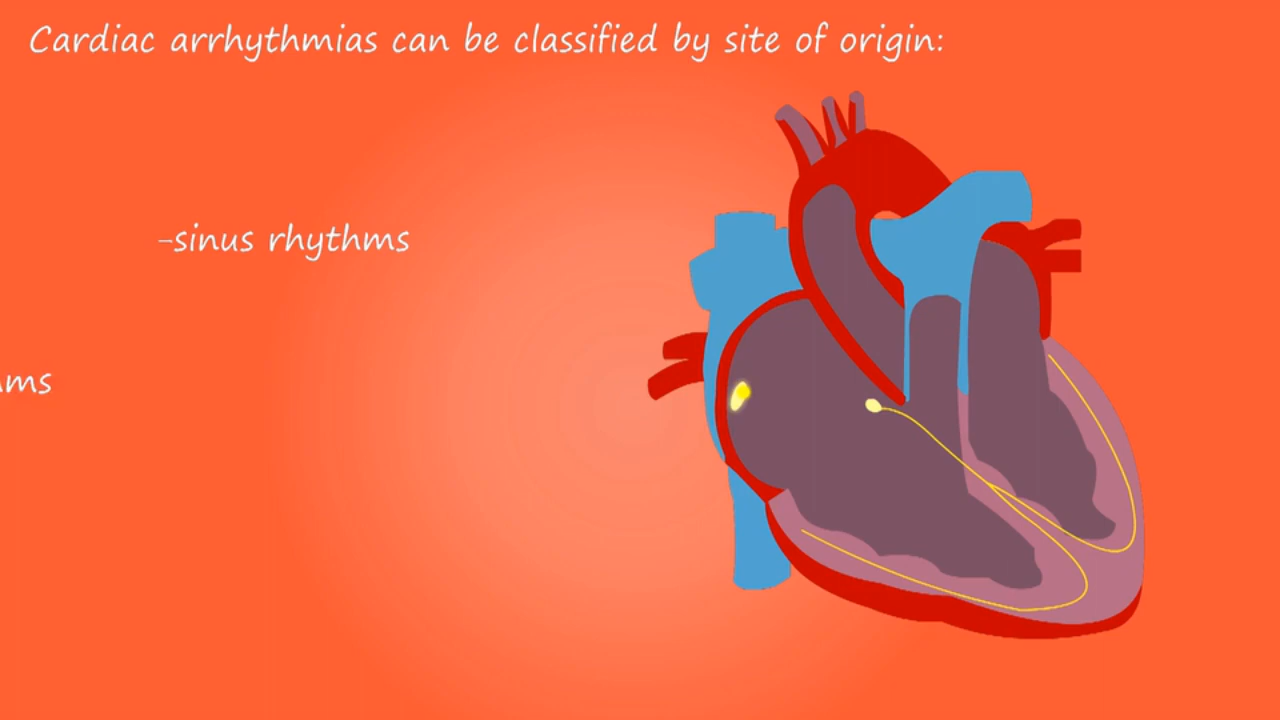 Cardiac arrhythmias can be classified by site of origin:
-sinus rhythms